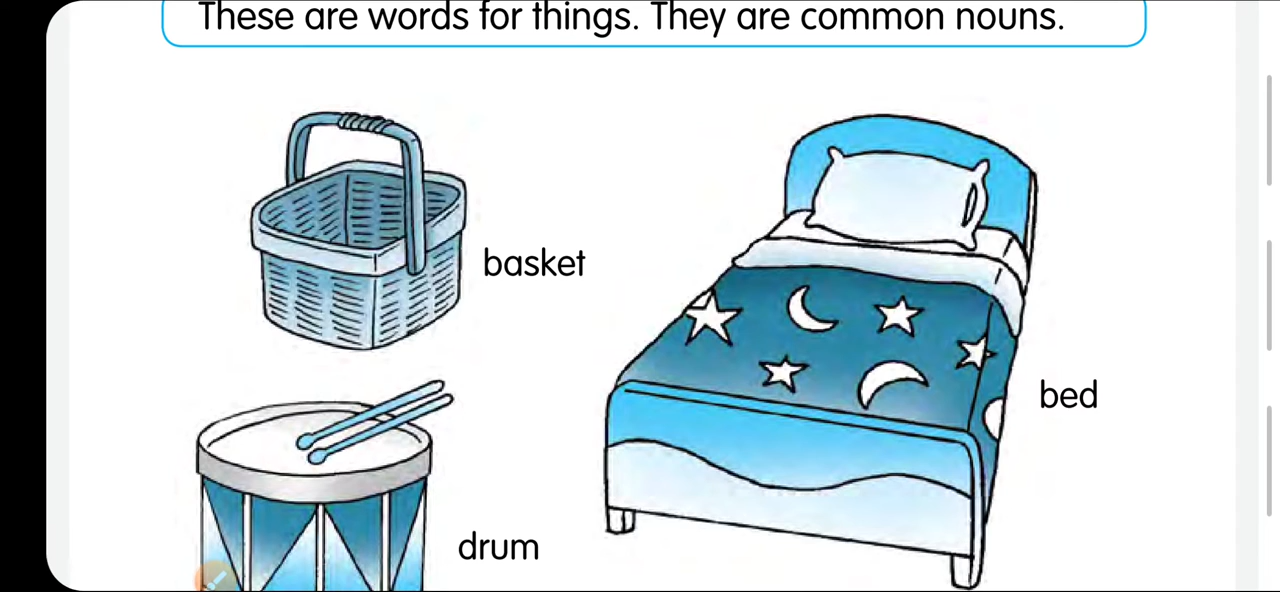 These are words for things. They are common nouns.
basket
bed
drum